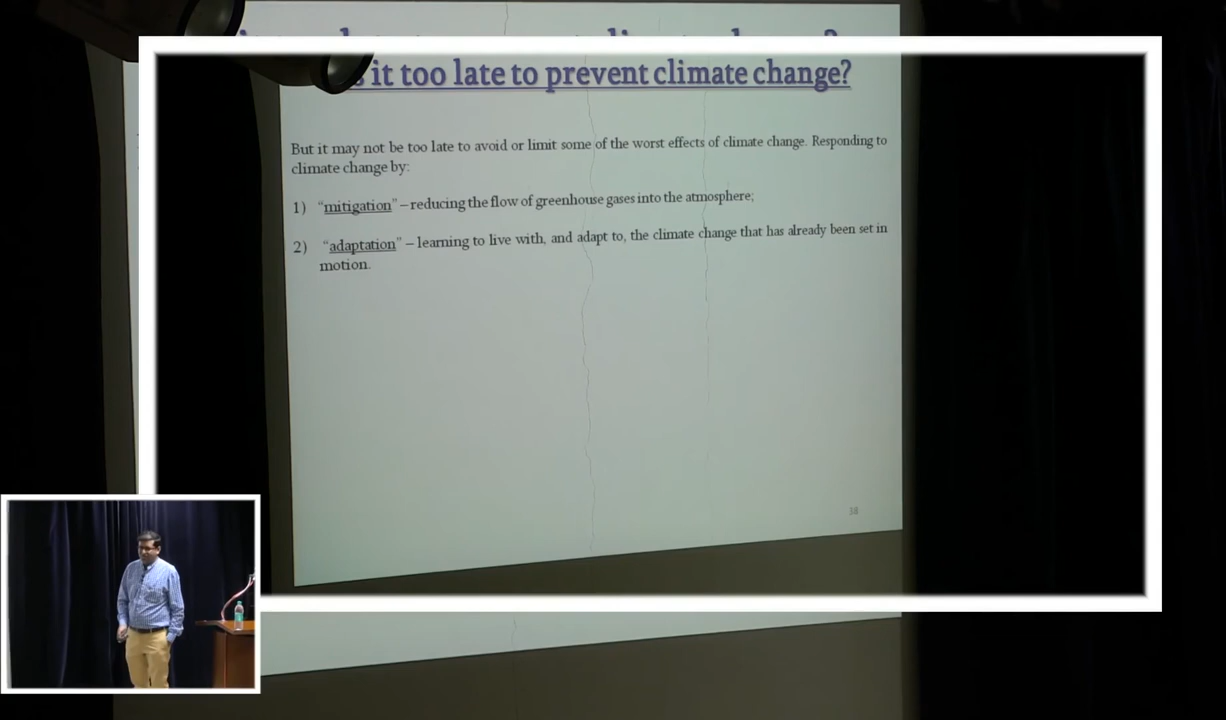 it too late to prevent climate change?
But it may not be too late to avoid or limit some of the worst effects of climate change. Responding to
climate change by:
1) “mitigation” – reducing the flow of greenhouse gases into the atmosphere;
2) “adaptation” – learning to live with, and adapt to, the climate change that has already been set in
motion.
38